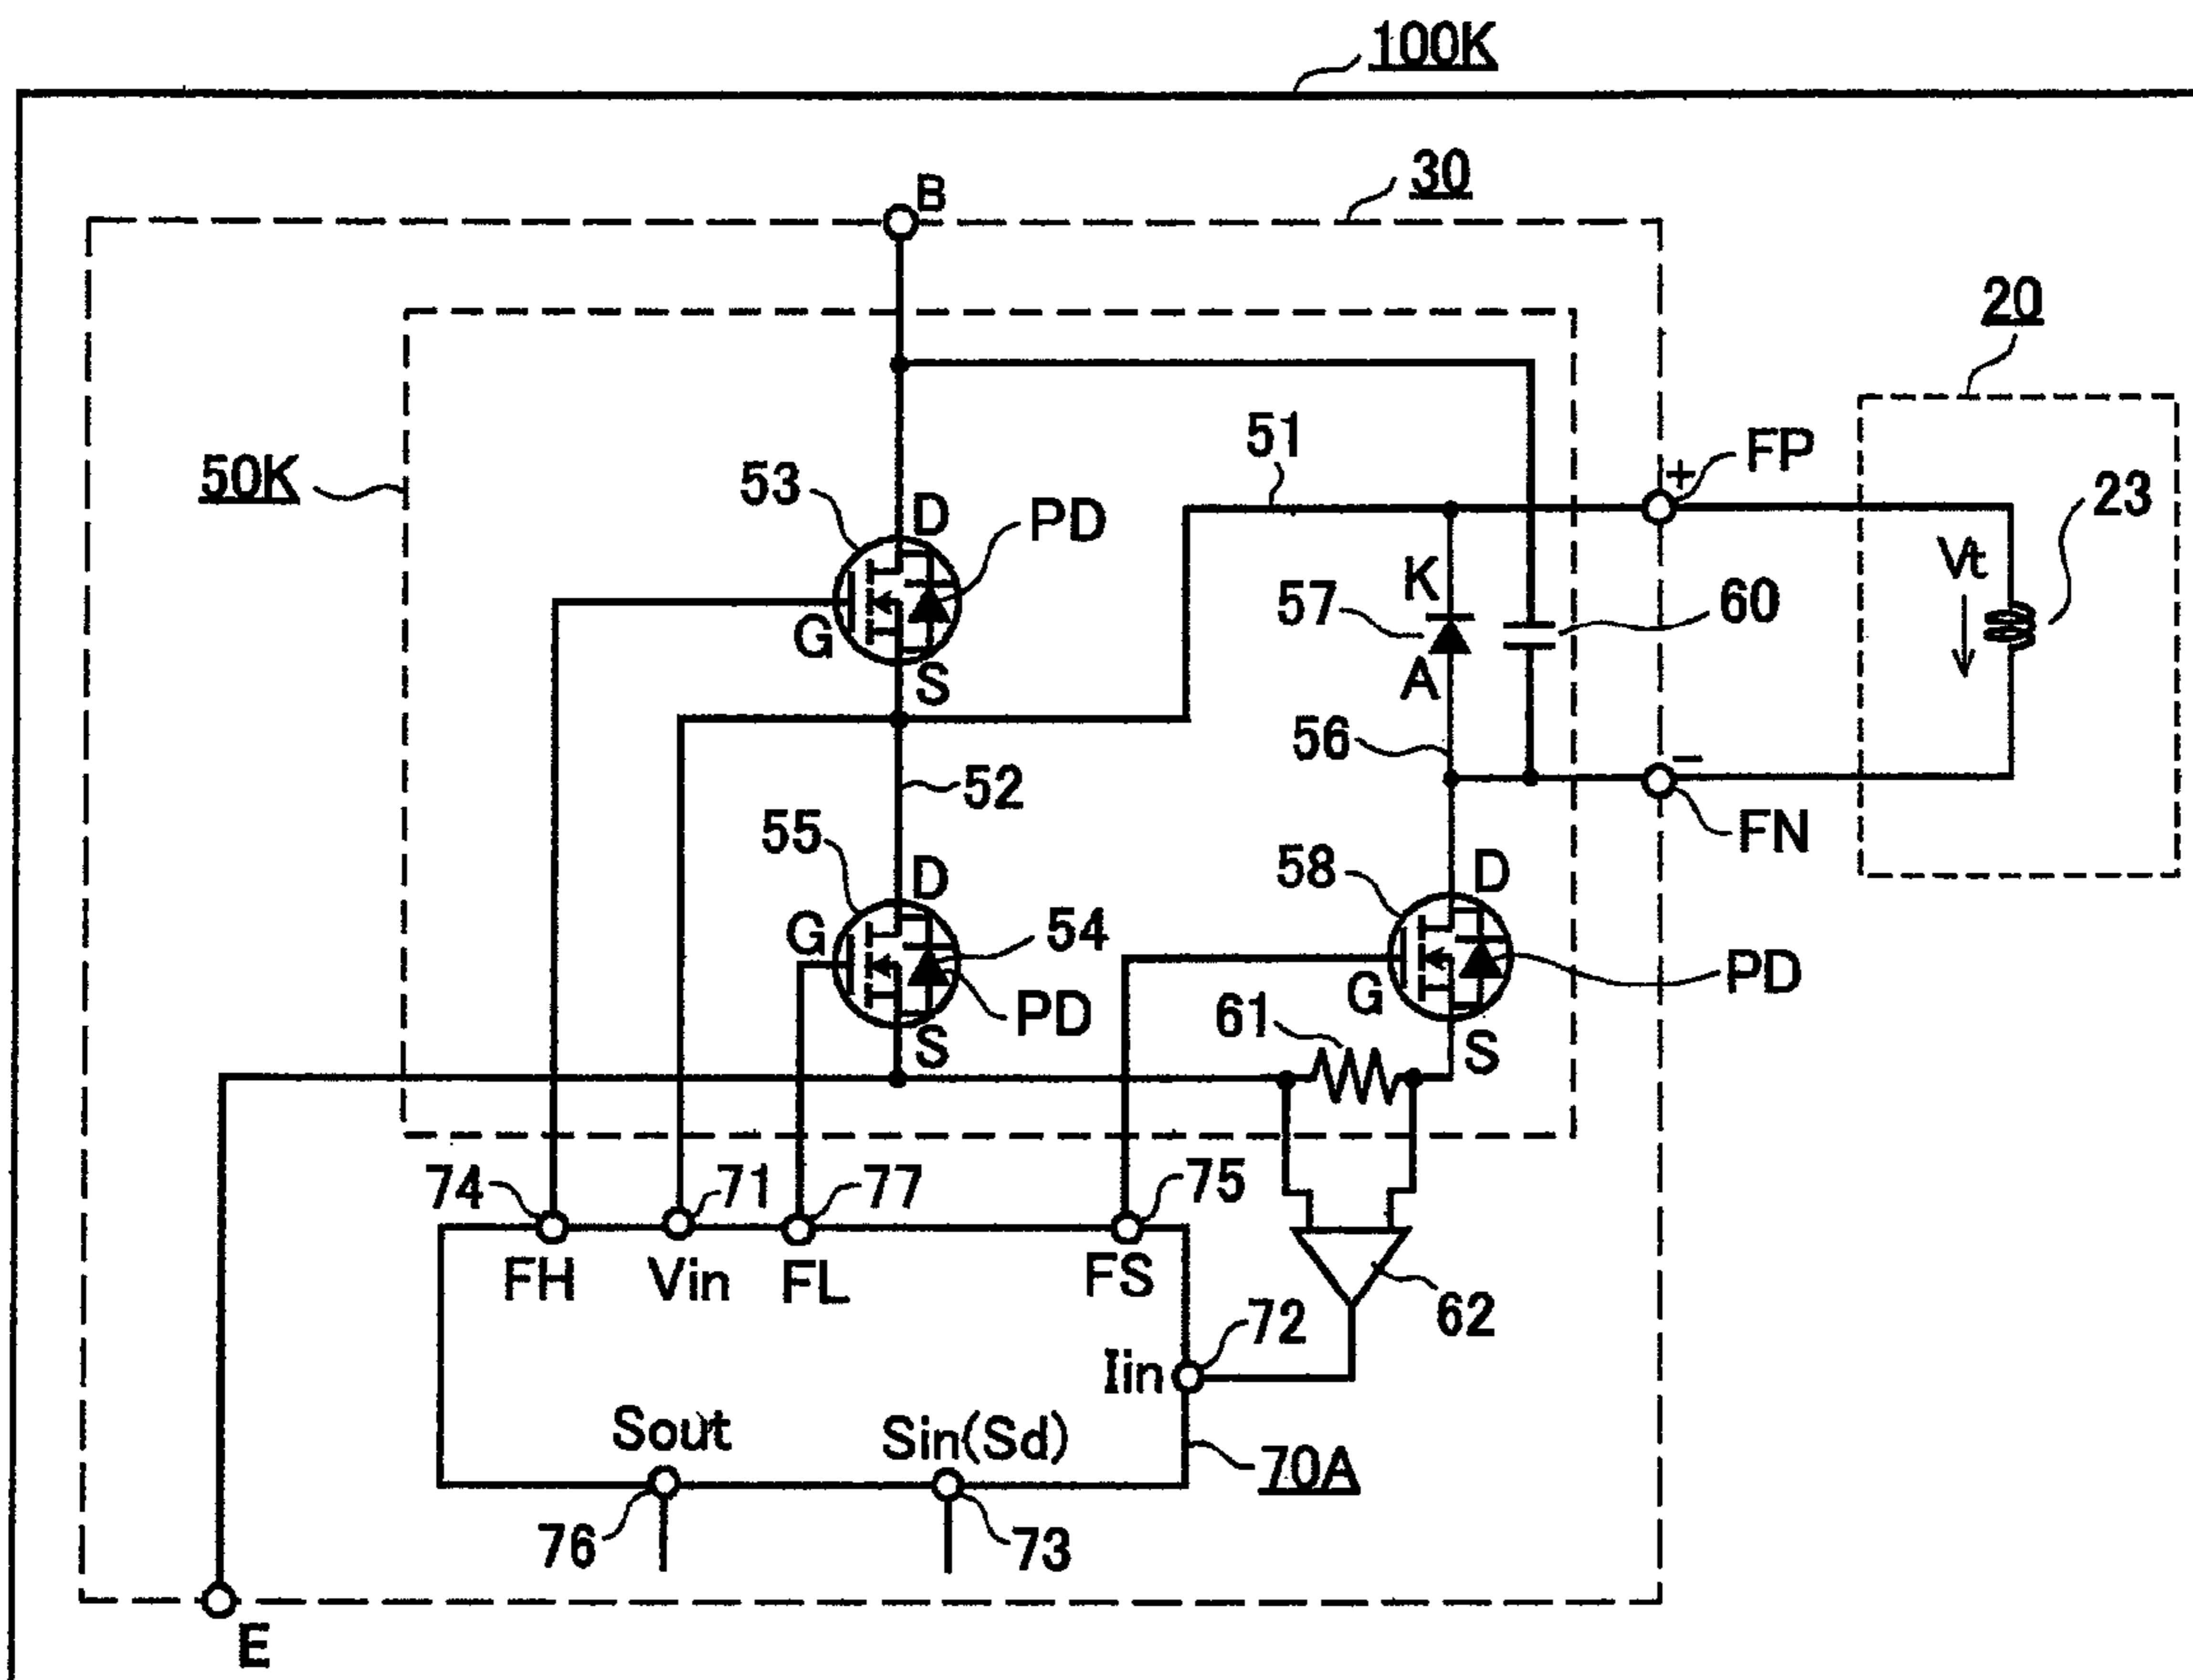 100K
30
B
20
51
FP
+
50K
53
D
PD
23
Vt
K
57
60
G
A
S
56
−
52
FN
55
58
D
D
G
54
PD
G
PD
61
S
S
74
71
77
75
FH
Vin
FL
FS
62
72
Iin
Sout
Sin(Sd)
70A
76
73
E